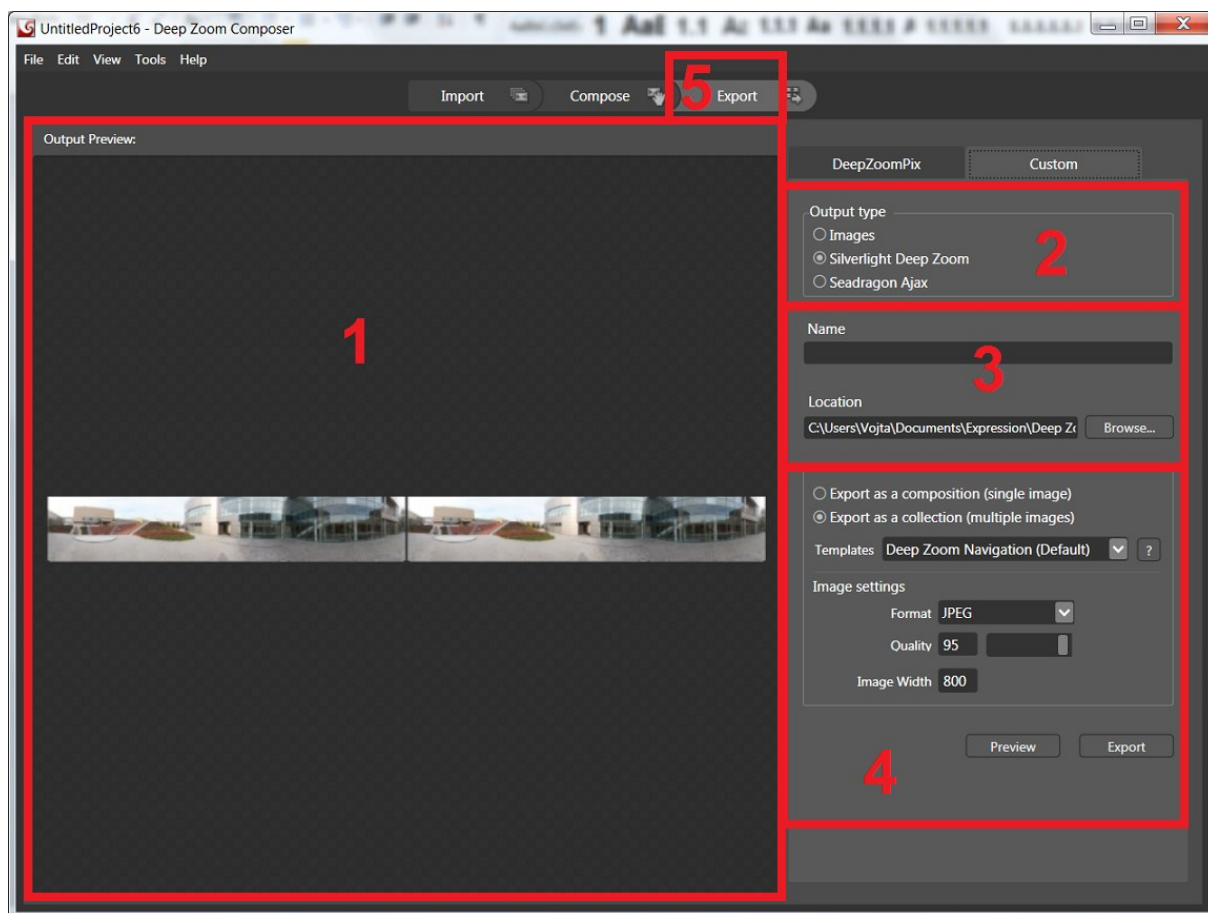 UntitledProject6 - Deep Zoom Composer
File Edit View Tools Help
Import Compose 5 Export
Output Preview:
DeepZoomPix Custom
1
Output type
Images
Silverlight Deep Zoom
Seadragon Ajax
2
Name
3
Location
C:\Users\Vojta\Documents\Expression\Deep Browse...
Export as a composition (single image)
Export as a collection (multiple images)
Templates Deep Zoom Navigation (Default) ?
Image settings
Format JPEG
Quality 95
Image Width 800
Preview Export
4